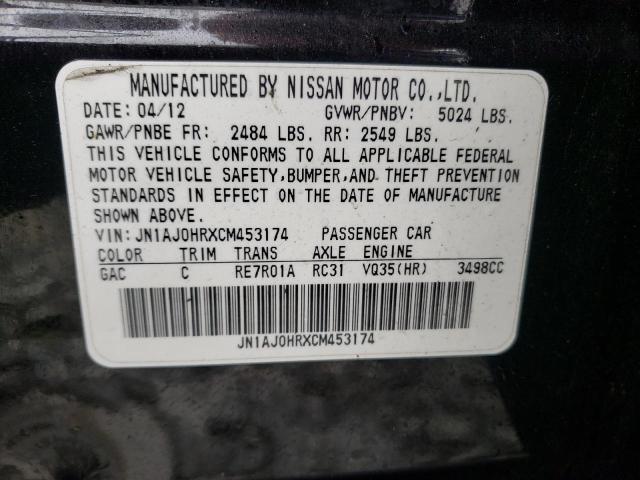 MANUFACTURED BY NISSAN MOTOR CO.,LTD.
DATE: 04/12 GVWR/PNBV: 5024 LBS.
GAWR/PNBE FR: 2484 LBS. RR: 2549 LBS.
THIS VEHICLE CONFORMS TO ALL APPLICABLE FEDERAL
MOTOR VEHICLE SAFETY,BUMPER,AND THEFT PREVENTION
STANDARDS IN EFFECT ON THE DATE OF MANUFACTURE
SHOWN ABOVE.
VIN: JN1AJ0HRXCM453174 PASSENGER CAR
COLOR TRIM TRANS AXLE ENGINE
GAC C RE7R01A RC31 VQ35(HR) 3498CC
JN1AJ0HRXCM453174